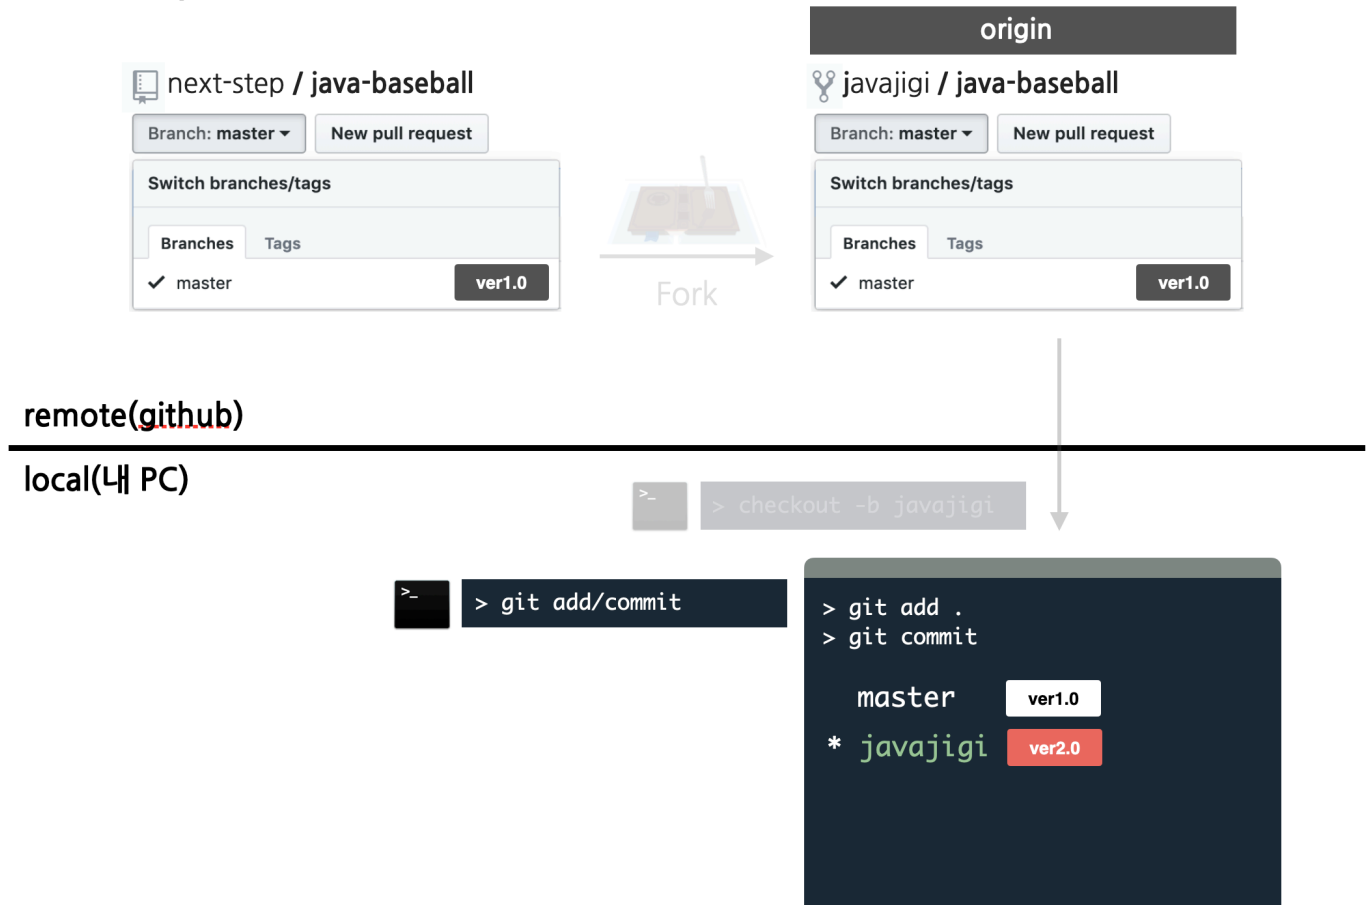 origin
next-step / java-baseball
javajigi / java-baseball
Branch: master
New pull request
Branch: master
New pull request
Switch branches/tags
Switch branches/tags
Branches
Tags
Branches
Tags
master
ver1.0
master
ver1.0
Fork
remote(github)
local(내 PC)
>_
> checkout -b javajigi
>_
> git add/commit
> git add .
> git commit
master
ver1.0
* javajigi
ver2.0